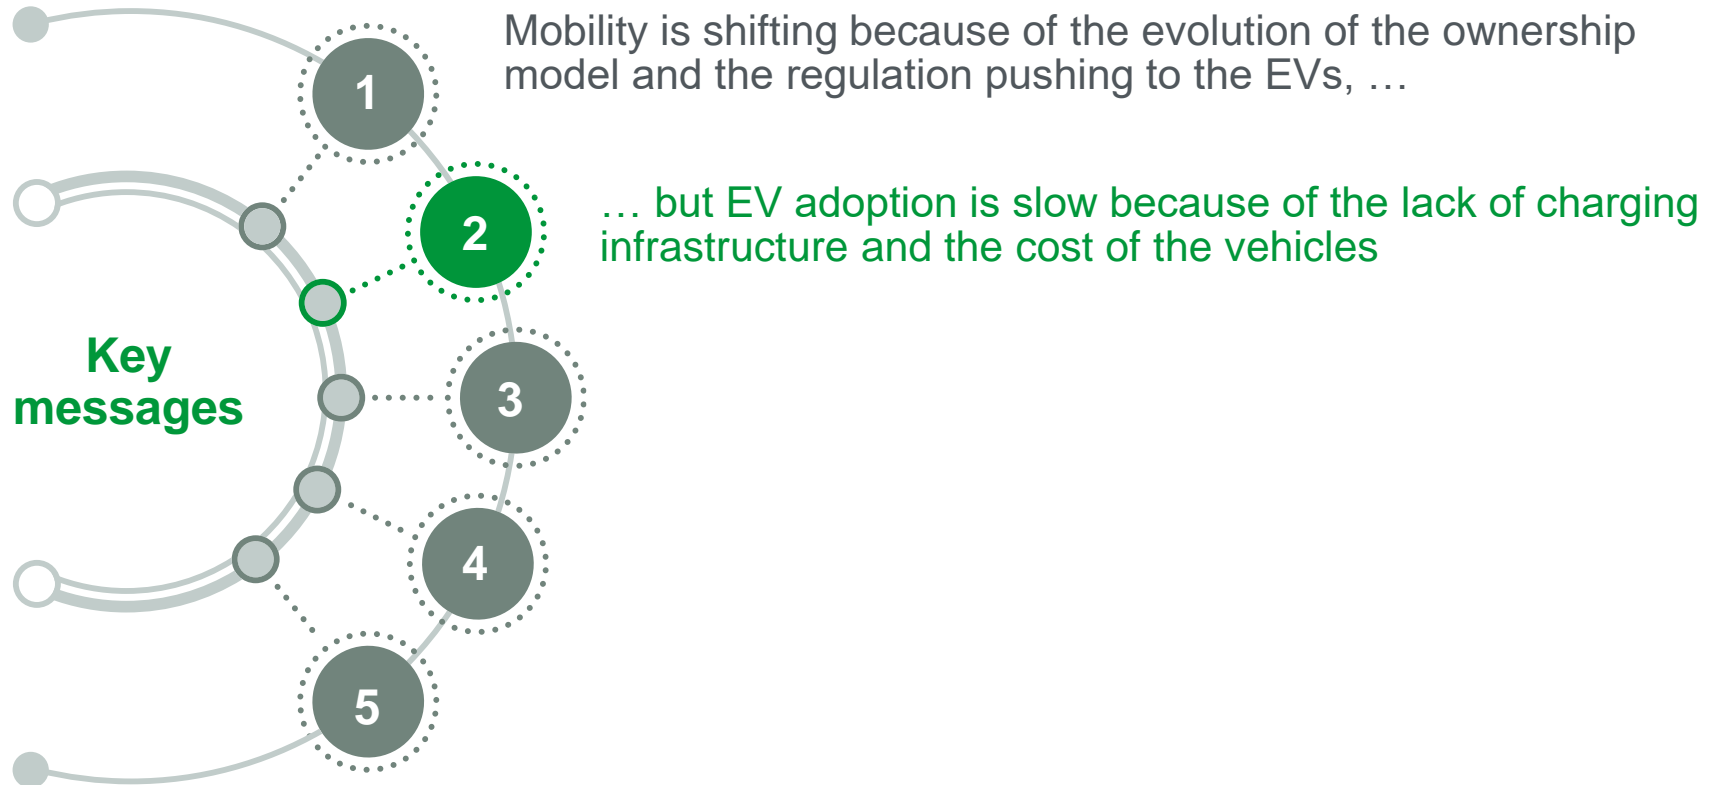 Mobility is shifting because of the evolution of the ownership
model and the regulation pushing to the EVs, …
1
… but EV adoption is slow because of the lack of charging
infrastructure and the cost of the vehicles
2
Key
messages
3
4
5